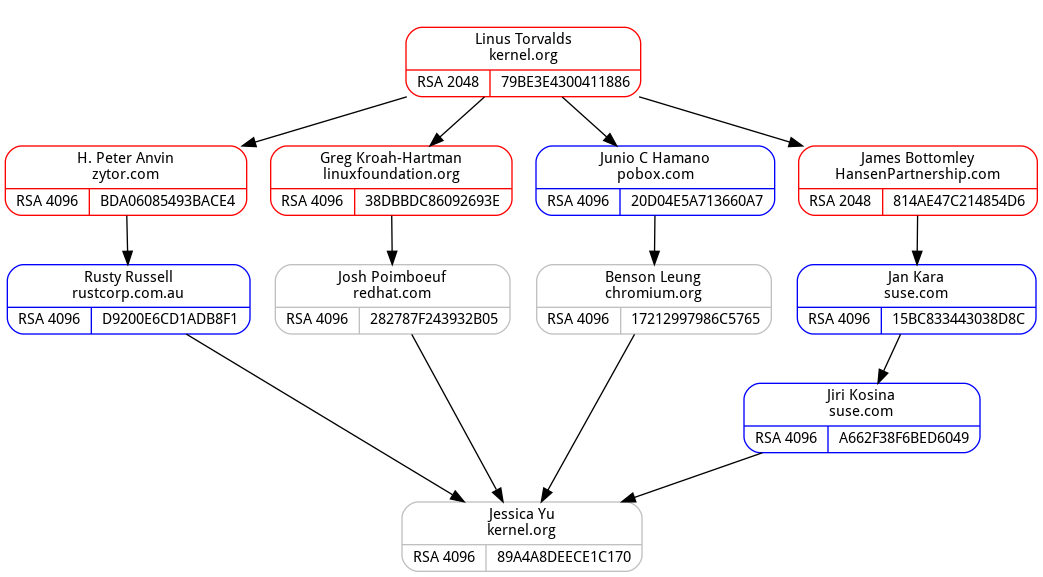 Linus Torvalds
kernel.org
RSA 2048 79BE3E4300411886
H. Peter Anvin
zytor.com
RSA 4096 BDA06085493BACE4
Greg Kroah-Hartman
linuxfoundation.org
RSA 4096 38DBBDC86092693E
Junio C Hamano
pobox.com
RSA 4096 20D04E5A713660A7
James Bottomley
HansenPartnership.com
RSA 2048 814AE47C214854D6
Rusty Russell
rustcorp.com.au
RSA 4096 D9200E6CD1ADB8F1
Josh Poimboeuf
redhat.com
RSA 4096 282787F243932B05
Benson Leung
chromium.org
RSA 4096 17212997986C5765
Jan Kara
suse.com
RSA 4096 15BC833443038D8C
Jiri Kosina
suse.com
RSA 4096 A662F38F6BED6049
Jessica Yu
kernel.org
RSA 4096 89A4A8DEECE1C170